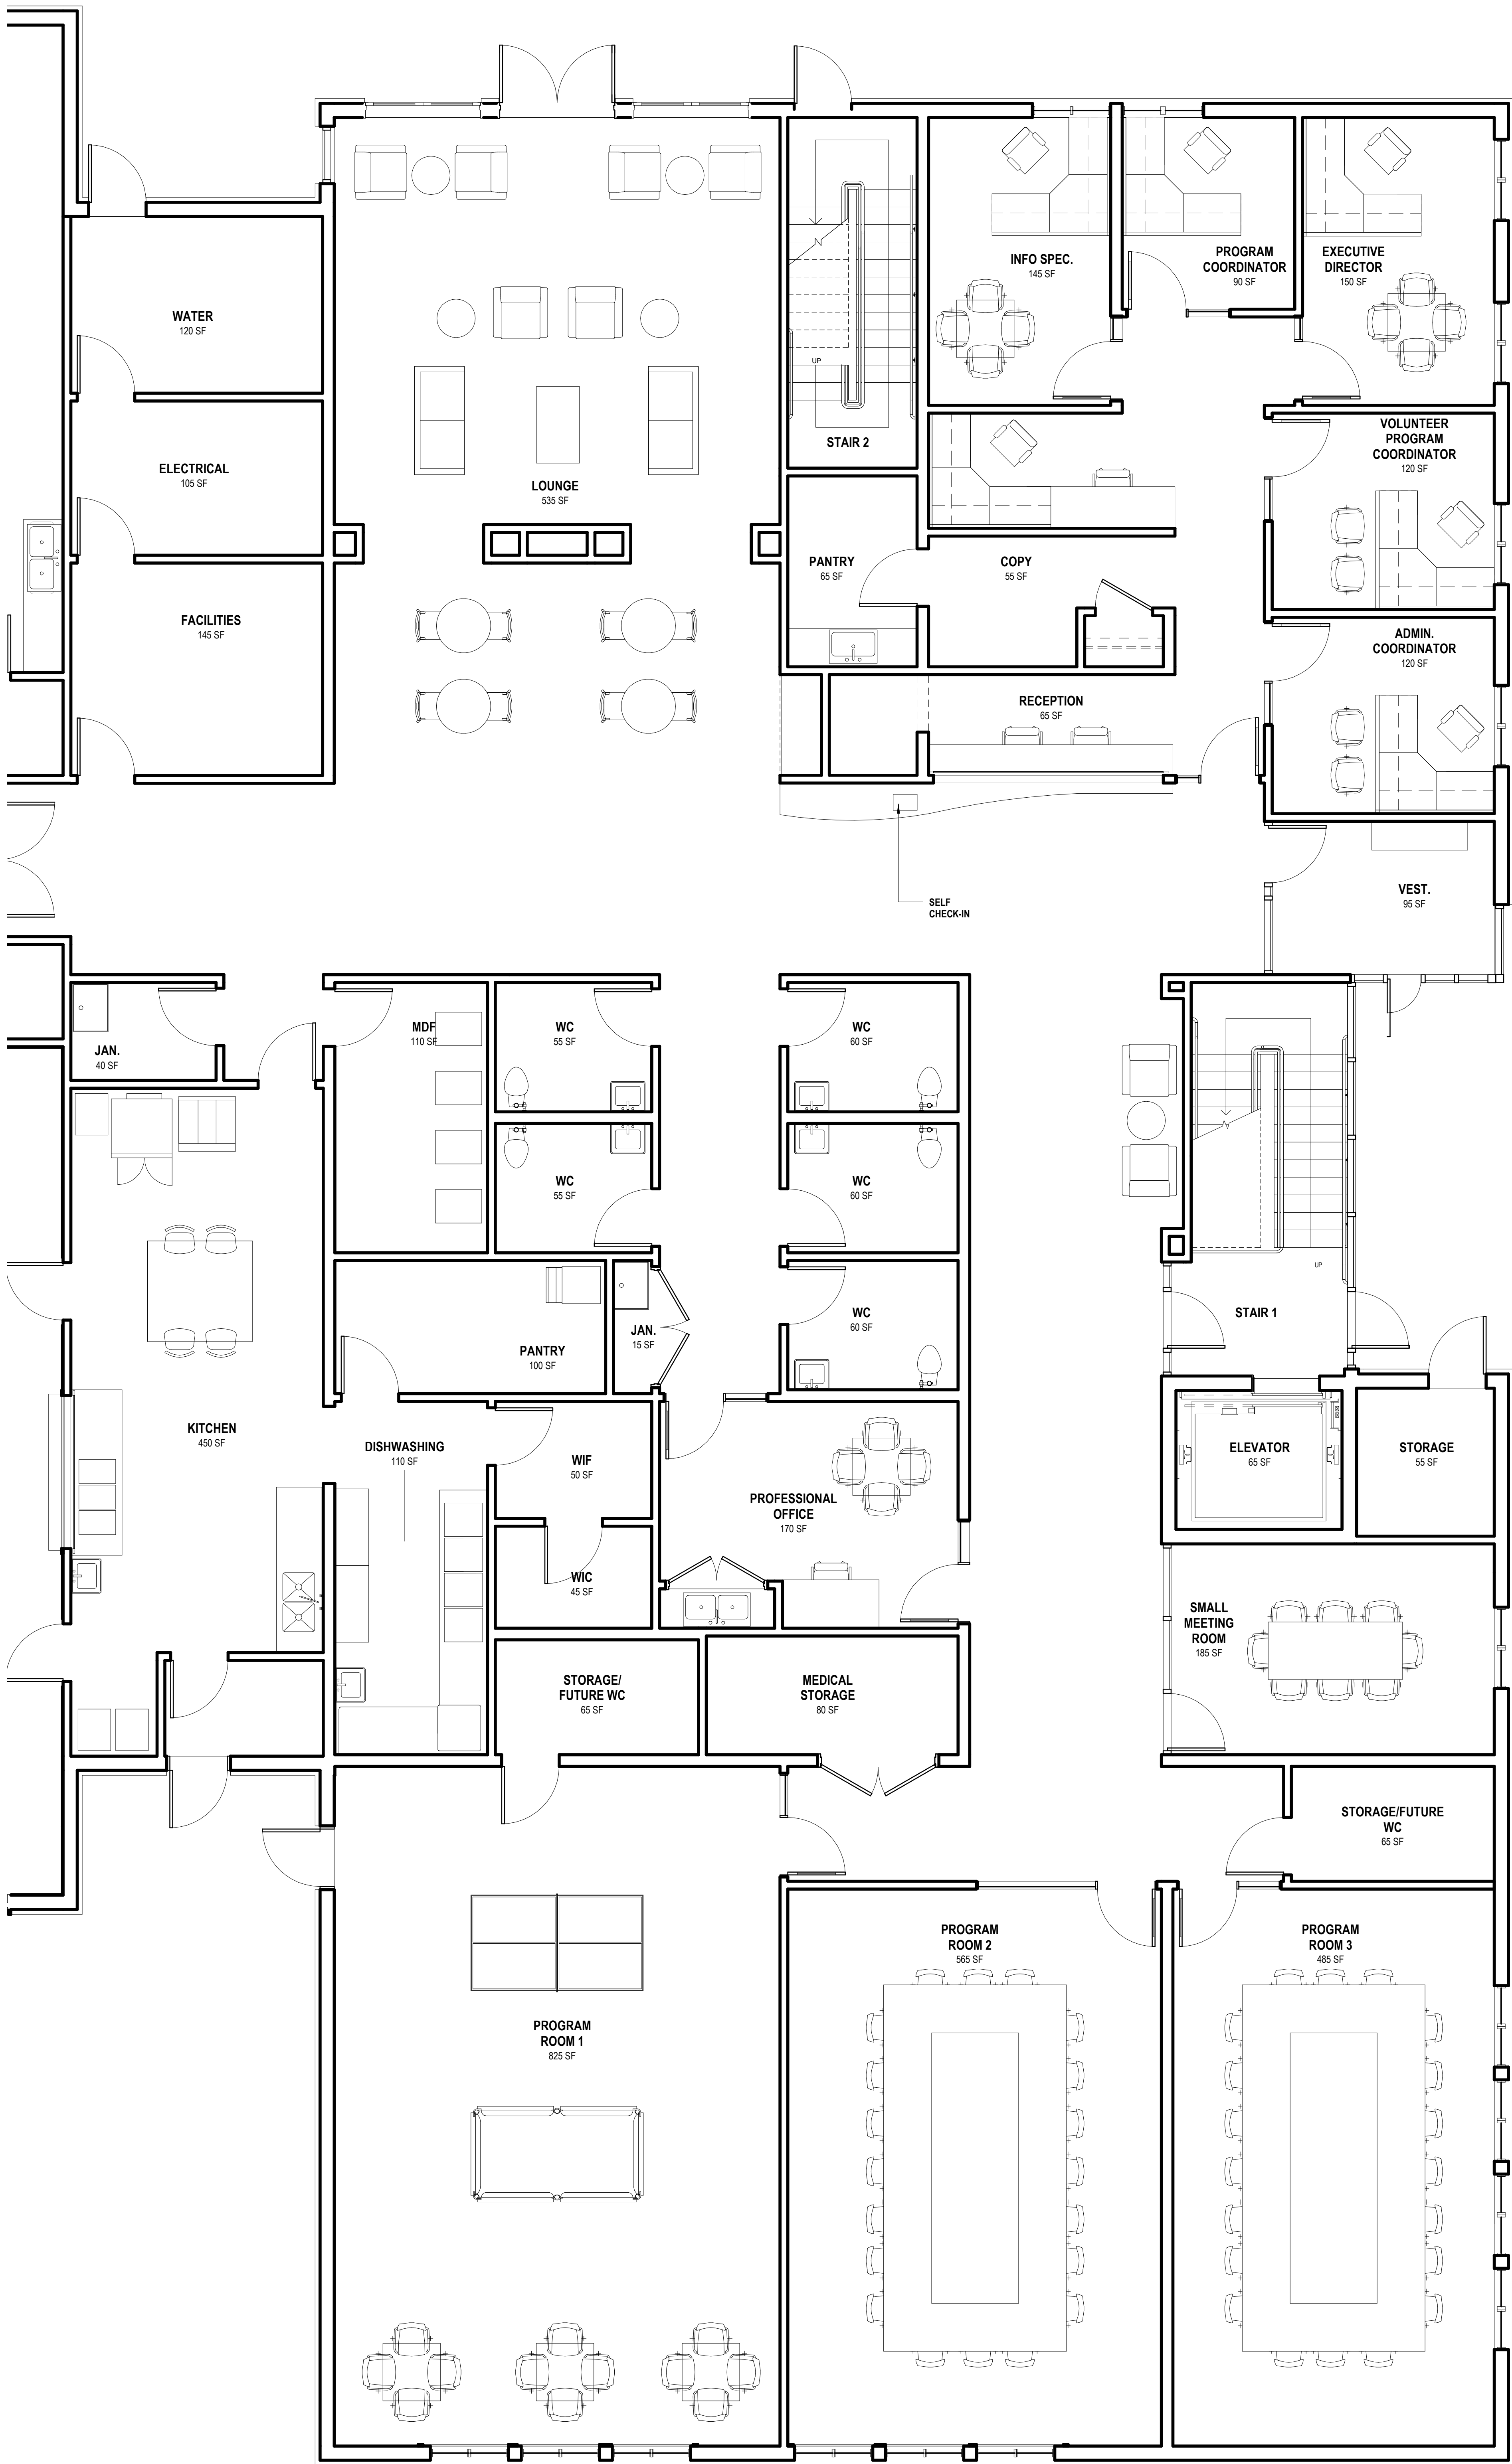 INFO SPEC.
145 SF
PROGRAM
COORDINATOR
90 SF
EXECUTIVE
DIRECTOR
150 SF
WATER
120 SF
UP
STAIR 2
VOLUNTEER
PROGRAM
COORDINATOR
120 SF
ELECTRICAL
105 SF
LOUNGE
535 SF
PANTRY
65 SF
COPY
55 SF
FACILITIES
145 SF
ADMIN.
COORDINATOR
120 SF
RECEPTION
65 SF
SELF
CHECK-IN
VEST.
95 SF
JAN.
40 SF
MDF
110 SF
WC
55 SF
WC
60 SF
WC
55 SF
WC
60 SF
UP
STAIR 1
PANTRY
100 SF
JAN.
15 SF
WC
60 SF
KITCHEN
450 SF
DISHWASHING
110 SF
WIF
50 SF
ELEVATOR
65 SF
STORAGE
55 SF
PROFESSIONAL
OFFICE
170 SF
WIC
45 SF
SMALL
MEETING
ROOM
185 SF
STORAGE/
FUTURE WC
65 SF
MEDICAL
STORAGE
80 SF
STORAGE/FUTURE
WC
65 SF
PROGRAM
ROOM 2
565 SF
PROGRAM
ROOM 3
485 SF
PROGRAM
ROOM 1
825 SF